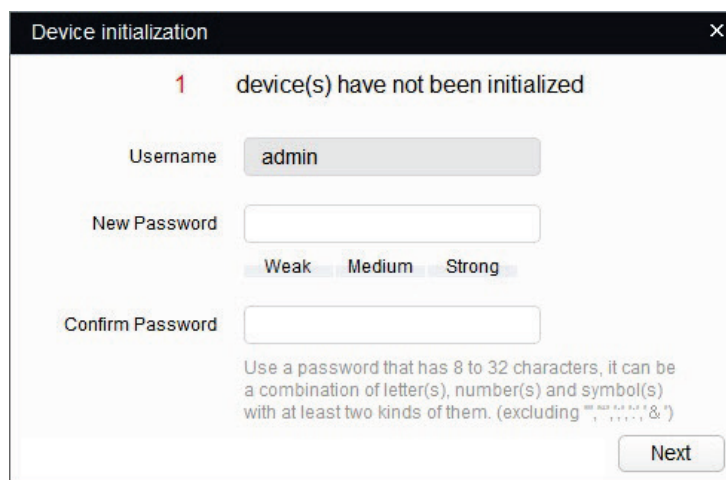 Device initialization
1 device(s) have not been initialized
Username admin
New Password
Weak Medium Strong
Confirm Password
Use a password that has 8 to 32 characters, it can be
a combination of letter(s), number(s) and symbol(s)
with at least two kinds of them. (excluding
Next